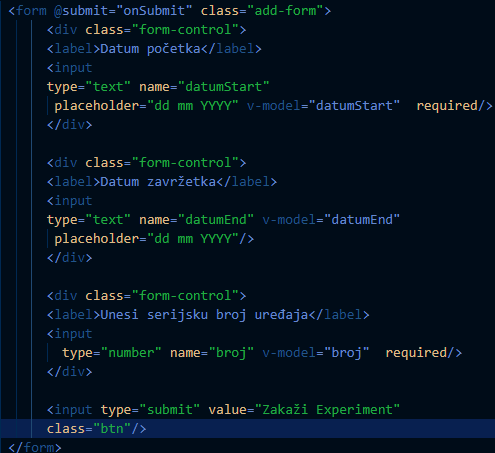 <form @submit="onSubmit" class="add-form">
<div class="form-control">
<label>Datum početka</label>
<input
type="text" name="datumStart"
placeholder="dd mm YYYY" v-model="datumStart"  required/>
</div>
<div class="form-control">
<label>Datum završetka</label>
<input
type="text" name="datumEnd" v-model="datumEnd"
placeholder="dd mm YYYY"/>
</div>
<div class="form-control">
<label>Unesi serijsku broj uređaja</label>
<input
type="number" name="broj" v-model="broj"  required/>
</div>
<input type="submit" value="Zakaži Experiment"
class="btn"/>
</form>